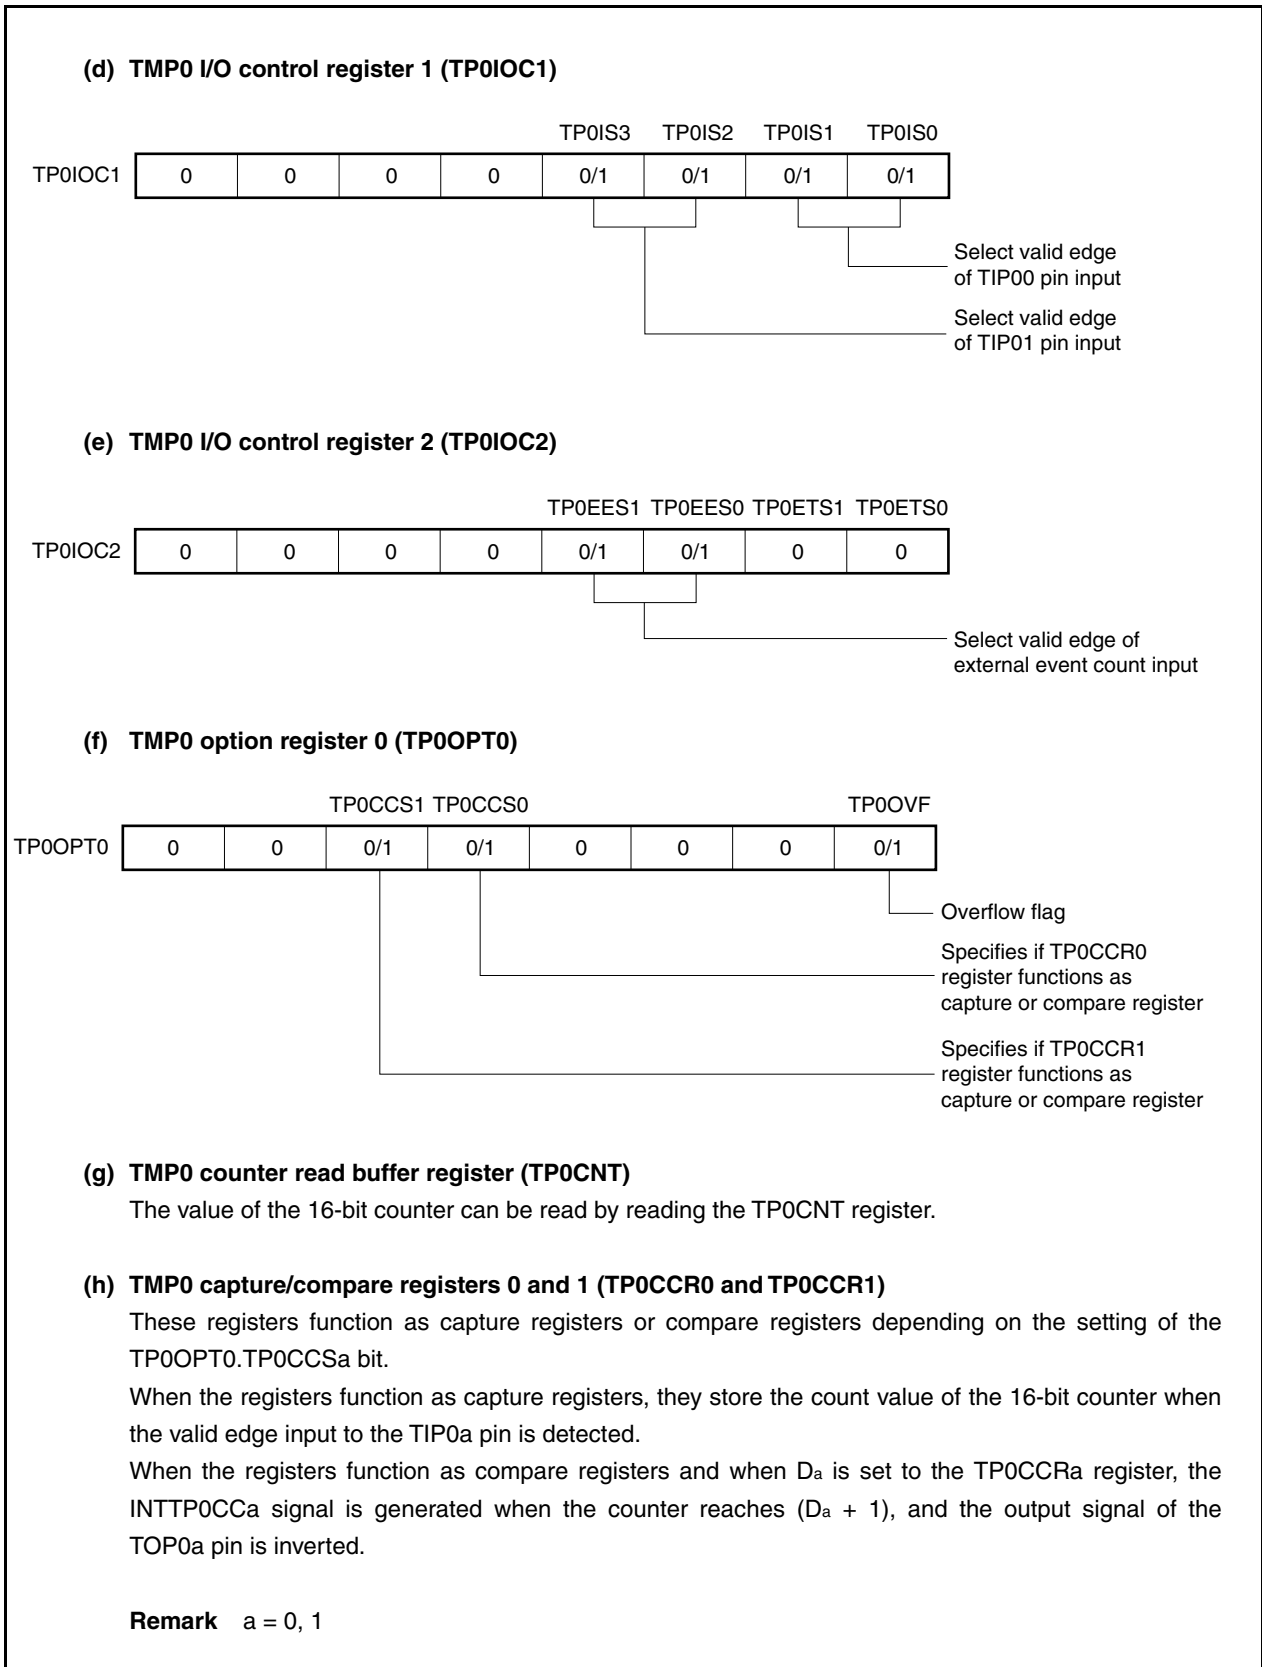 (d) TMP0 I/O control register 1 (TP0IOC1)
TP0IS3 TP0IS2 TP0IS1 TP0IS0
TP0IOC1 0 0 0 0 0/1 0/1 0/1 0/1
Select valid edge
of TIP00 pin input
Select valid edge
of TIP01 pin input
(e) TMP0 I/O control register 2 (TP0IOC2)
TP0EES1 TP0EES0 TP0ETS1 TP0ETS0
TP0IOC2 0 0 0 0 0/1 0/1 0 0
Select valid edge of
external event count input
(f) TMP0 option register 0 (TP0OPT0)
TP0CCS1 TP0CCS0 TP0OVF
TP0OPT0 0 0 0/1 0/1 0 0 0 0/1
Overflow flag
Specifies if TP0CCR0
register functions as
capture or compare register
Specifies if TP0CCR1
register functions as
capture or compare register
(g) TMP0 counter read buffer register (TP0CNT)
The value of the 16-bit counter can be read by reading the TP0CNT register.
(h) TMP0 capture/compare registers 0 and 1 (TP0CCR0 and TP0CCR1)
These registers function as capture registers or compare registers depending on the setting of the
TP0OPT0.TP0CCSa bit.
When the registers function as capture registers, they store the count value of the 16-bit counter when
the valid edge input to the TIP0a pin is detected.
When the registers function as compare registers and when Da is set to the TP0CCRa register, the
INTTP0CCa signal is generated when the counter reaches (Da + 1), and the output signal of the
TOP0a pin is inverted.
Remark a = 0, 1